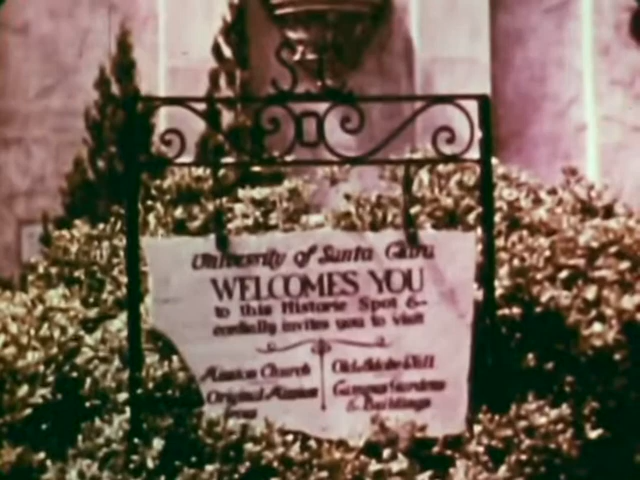 University of Santa Clara
WELCOMES YOU
to this Historic Spot &
cordially invites you to visit
Mission Church
Original Mission
Cross
Old Adobe Wall
Campus Gardens
& Buildings